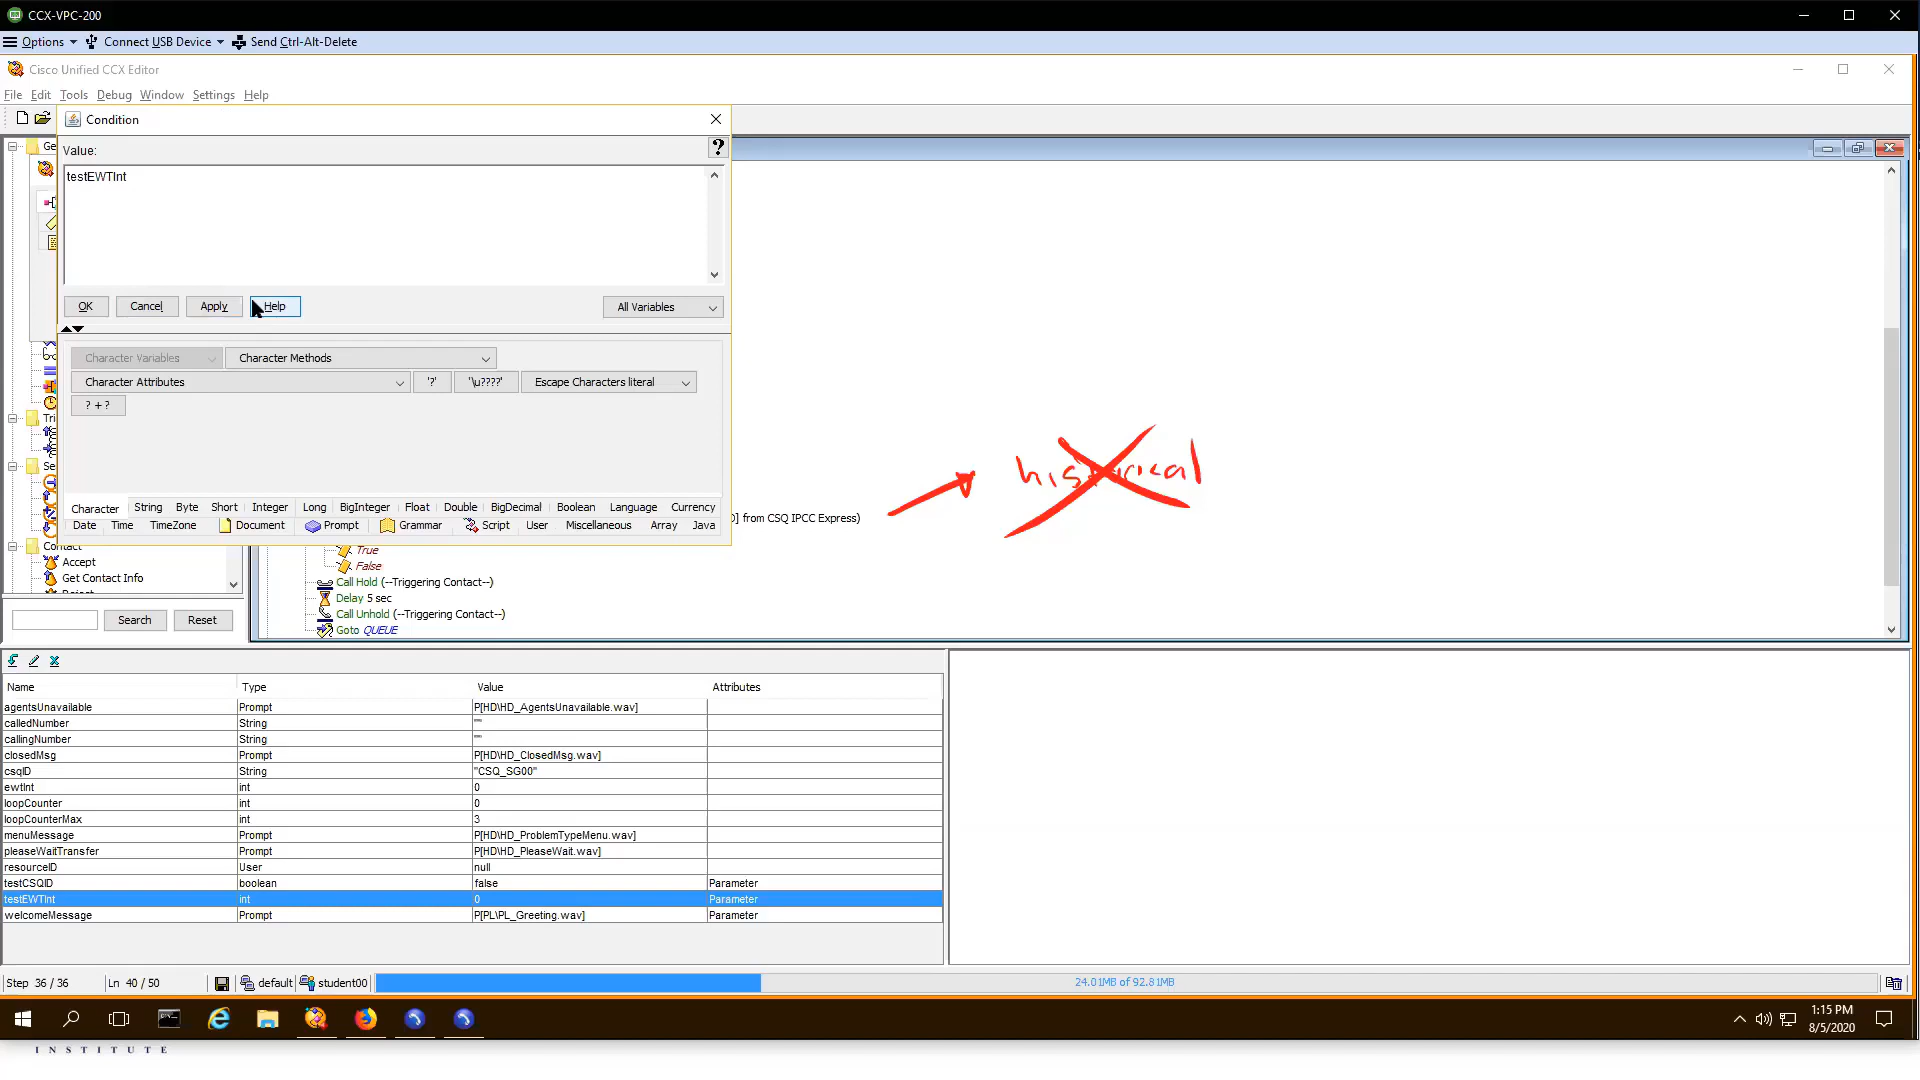 CCX-VPC-200
Options Connect USB Device Send Ctrl-Alt-Delete
Cisco Unified CCX Editor
File Edit Tools Debug Window Settings Help
Condition
Ge
Value:
?
testEWTInt
OK Cancel Apply Help All Variables
Character Variables Character Methods
Character Attributes '?' '\u????' Escape Characters literal
? + ?
Tri
Se
historical
Character String Byte Short Integer Long BigInteger Float Double BigDecimal Boolean Language Currency
Date Time TimeZone Document Prompt Grammar Script User Miscellaneous Array Java
] from CSQ IPCC Express)
Contact
True
Accept
False
Get Contact Info
Call Hold (--Triggering Contact--)
Delay 5 sec
Call Unhold (--Triggering Contact--)
Goto QUEUE
Search Reset
Name Type Value Attributes
agentsUnavailable Prompt P[HD\HD_AgentsUnavailable.wav]
calledNumber String ""
callingNumber String ""
closedMsg Prompt P[HD\HD_ClosedMsg.wav]
csqID String "CSQ_SG00"
ewtInt int 0
loopCounter int 0
loopCounterMax int 3
menuMessage Prompt P[HD\HD_ProblemTypeMenu.wav]
pleaseWaitTransfer Prompt P[HD\HD_PleaseWait.wav]
resourceID User null
testCSQID boolean false Parameter
testEWTInt int 0 Parameter
welcomeMessage Prompt P[PL\PL_Greeting.wav] Parameter
Step 36 / 36 Ln 40 / 50 default student00 24.01MB of 92.81MB
1:15 PM
8/5/2020
INSTITUTE